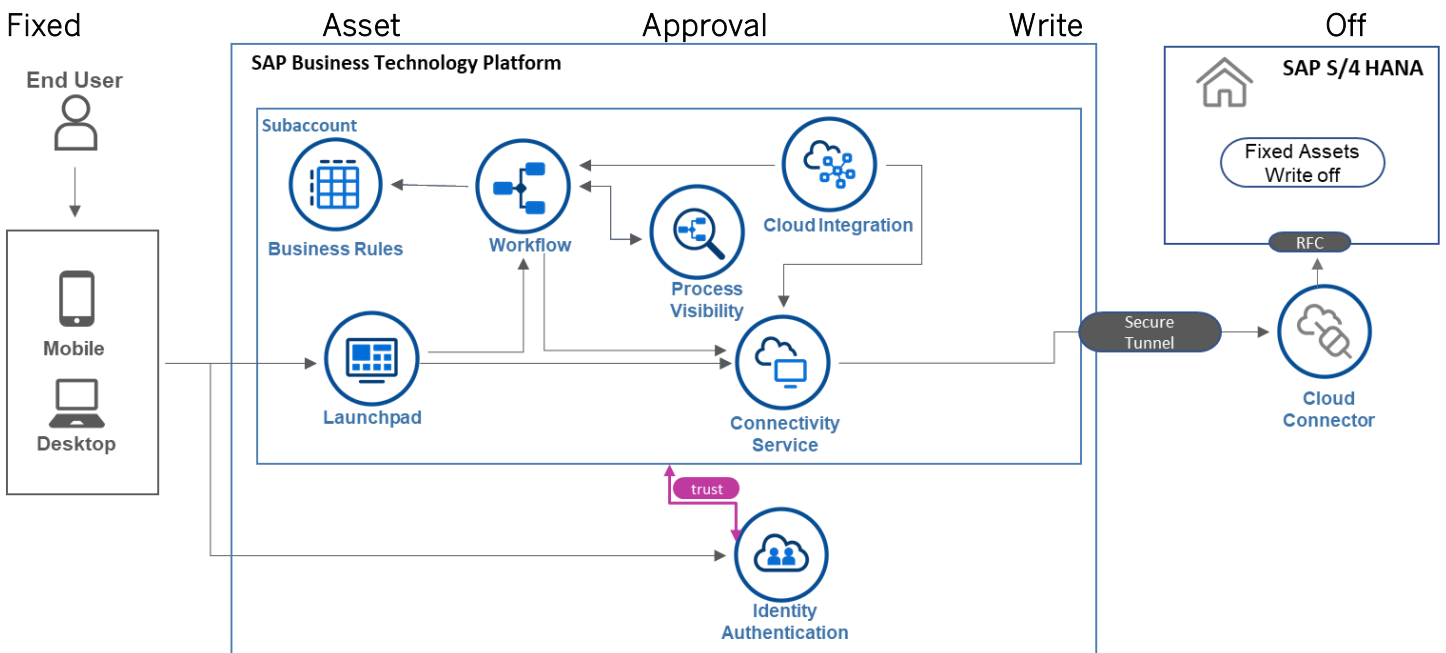 Fixed Asset Approval Write Off
End User
Mobile
Desktop
SAP Business Technology Platform
Subaccount
Business Rules
Workflow
Process
Visibility
Cloud Integration
Launchpad
Connectivity
Service
trust
Identity
Authentication
Secure
Tunnel
SAP S/4 HANA
Fixed Assets
Write off
RFC
Cloud
Connector